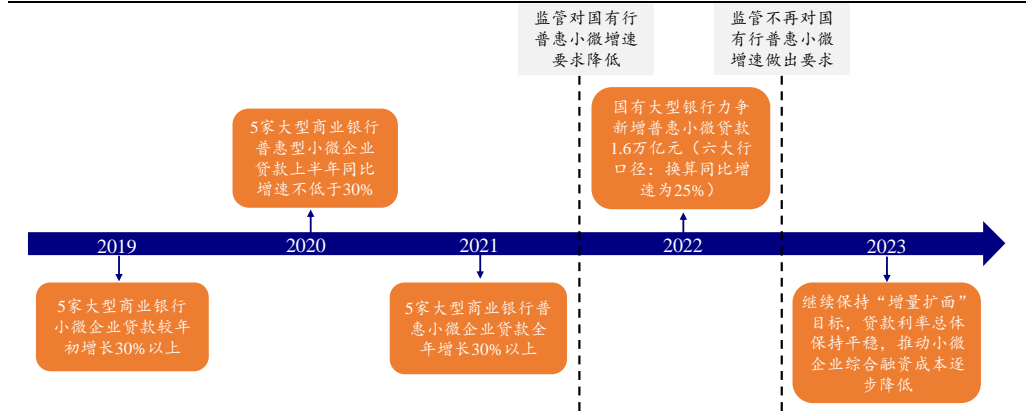 监管对国有行
普惠小微增速
要求降低
监管不再对国
有行普惠小微
增速做出要求
5家大型商业银行
普惠型小微企业
贷款上半年同比
增速不低于30%
国有大型银行力争
新增普惠小微贷款
1.6万亿元（六大行
口径：换算同比增
速为25%）
2019
2020
2021
2022
2023
5家大型商业银行
小微企业贷款较年
初增长30%以上
5家大型商业银行普
惠小微企业贷款全
年增长30%以上
继续保持“增量扩面”
目标，贷款利率总体
保持平稳，推动小微
企业综合融资成本逐
步降低